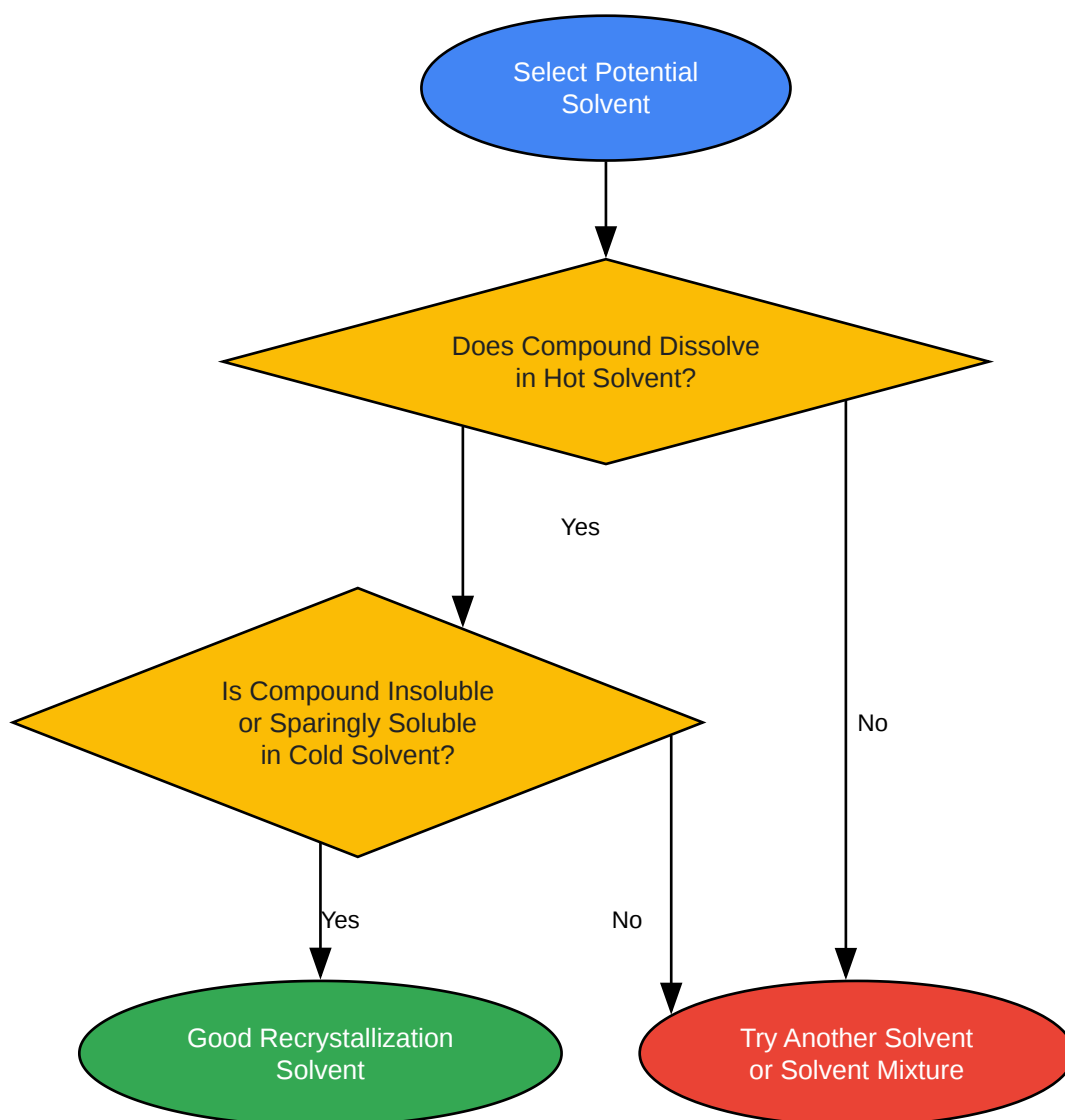 Select Potential
Solvent
Does Compound Dissolve
in Hot Solvent?
Yes
Is Compound Insoluble
or Sparingly Soluble
in Cold Solvent?
No
Yes
No
Good Recrystallization
Solvent
Try Another Solvent
or Solvent Mixture